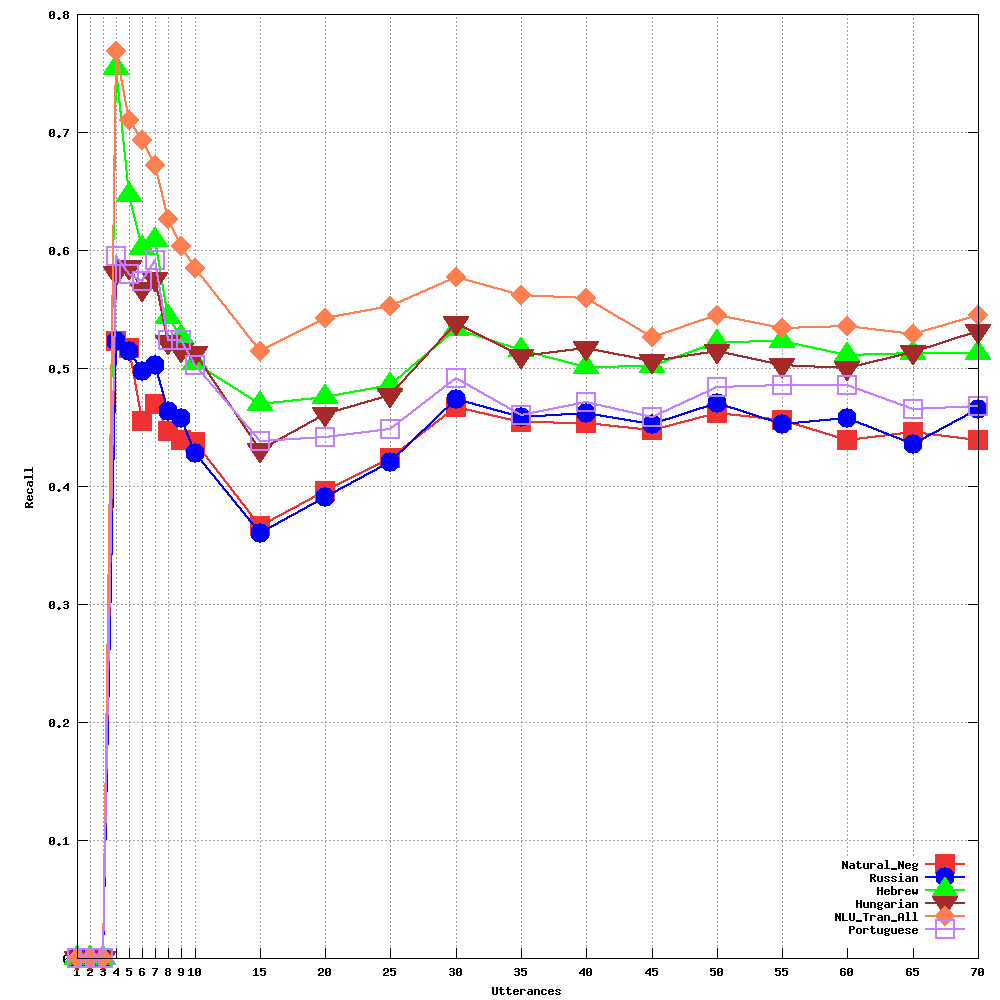 0.8
0.7
0.6
0.5
0.4
0.3
0.2
0.1
0
Recall
1 2 3 4 5 6 7 8 9 10 15 20 25 30 35 40 45 50 55 60 65 70
Utterances
Natural_Neg
Russian
Hebrew
Hungarian
NLU_Tran_All
Portuguese